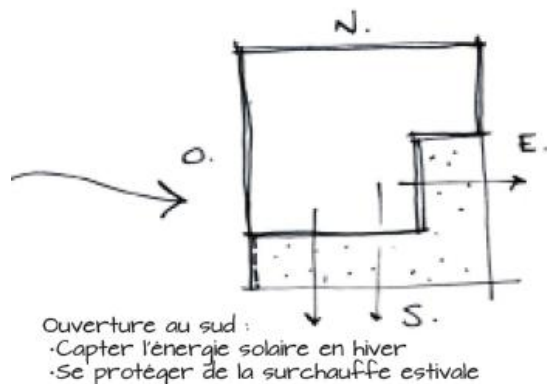 N.
O.
E.
S.
Ouverture au sud :
·Capter l'énergie solaire en hiver
·Se protéger de la surchauffe estivale